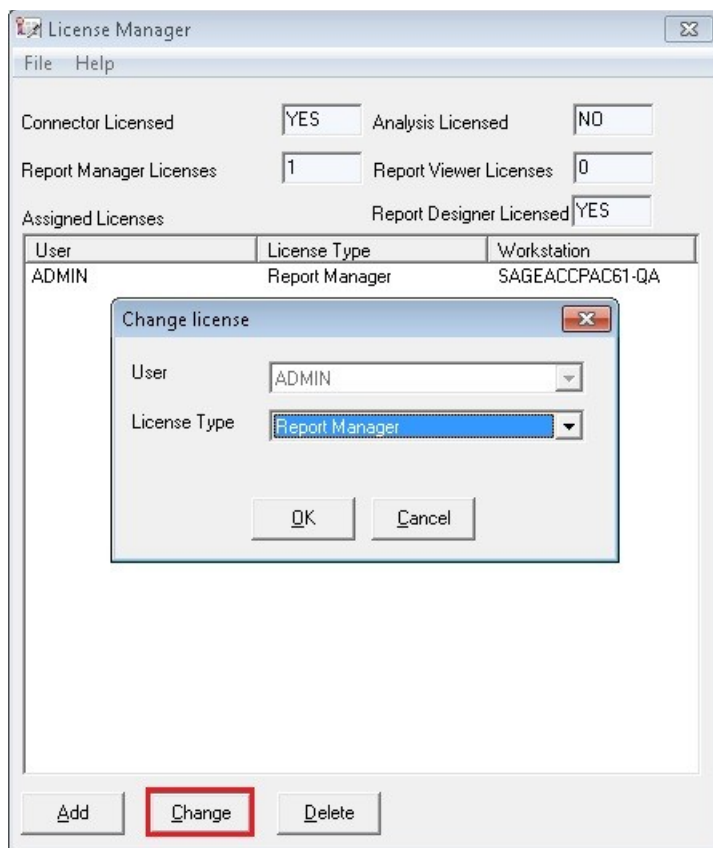 License Manager
File Help
Connector Licensed YES Analysis Licensed NO
Report Manager Licenses 1 Report Viewer Licenses 0
Assigned Licenses Report Designer Licensed YES
User License Type Workstation
ADMIN Report Manager SAGEACCPAC61-QA
Change license
User ADMIN
License Type Report Manager
OK Cancel
Add Change Delete